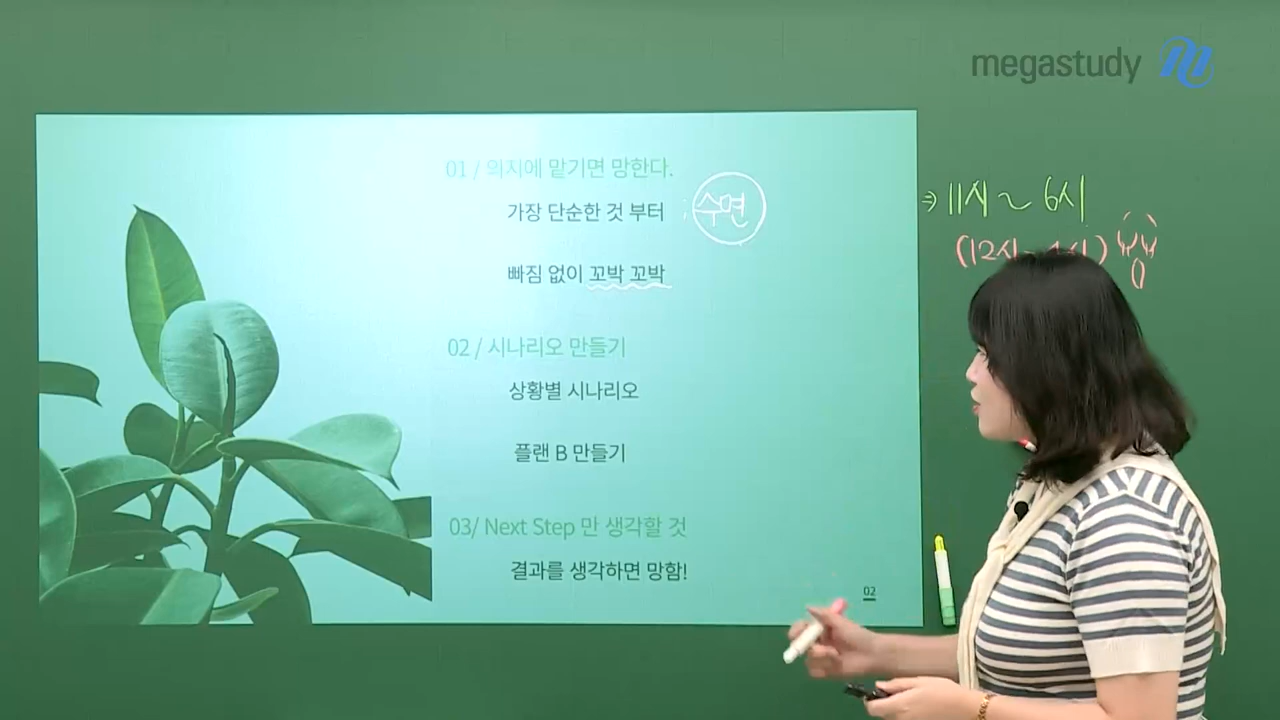 megastudy
01 / 의지에 맡기면 망한다.
가장 단순한 것 부터
수면
⇒ 11시 ~ 6시
(12시
빠짐 없이 꼬박 꼬박
02 / 시나리오 만들기
상황별 시나리오
플랜 B 만들기
03/ Next Step 만 생각할 것
결과를 생각하면 망함!
02